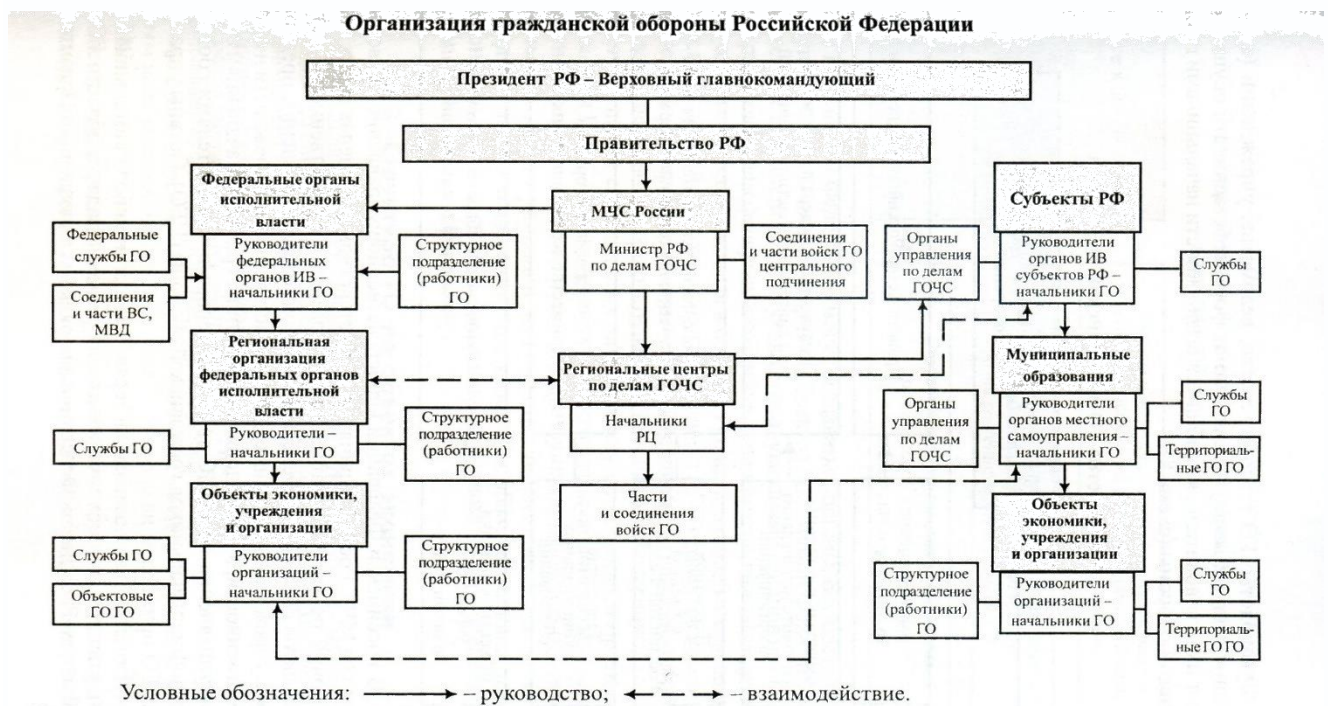 Организация гражданской обороны Российской Федерации
Президент РФ – Верховный главнокомандующий
Правительство РФ
Федеральные органы
исполнительной
власти
Руководители
федеральных
органов ИВ –
начальники ГО
Федеральные
службы ГО
Соединения
и части ВС,
МВД
Структурное
подразделение
(работники)
ГО
МЧС России
Министр РФ
по делам ГОЧС
Соединения
и части войск ГО
центрального
подчинения
Органы
управления
по делам
ГОЧС
Субъекты РФ
Руководители
органов ИВ
субъектов РФ –
начальники ГО
Службы
ГО
Региональная
организация
федеральных органов
исполнительной
власти
Руководители –
начальники ГО
Службы ГО
Структурное
подразделение
(работники)
ГО
Региональные центры
по делам ГОЧС
Начальники
РЦ
Части
и соединения
войск ГО
Органы
управления
по делам
ГОЧС
Муниципальные
образования
Руководители
органов местного
самоуправления –
начальники ГО
Службы
ГО
Территориаль-
ные ГО ГО
Объекты экономики,
учреждения
и организации
Руководители
организаций –
начальники ГО
Службы ГО
Объектовые
ГО ГО
Структурное
подразделение
(работники)
ГО
Объекты
экономики,
учреждения
и организации
Руководители
организаций –
начальники ГО
Структурное
подразделение
(работники)
ГО
Службы
ГО
Территориаль-
ные ГО ГО
Условные обозначения: – руководство; – взаимодействие.